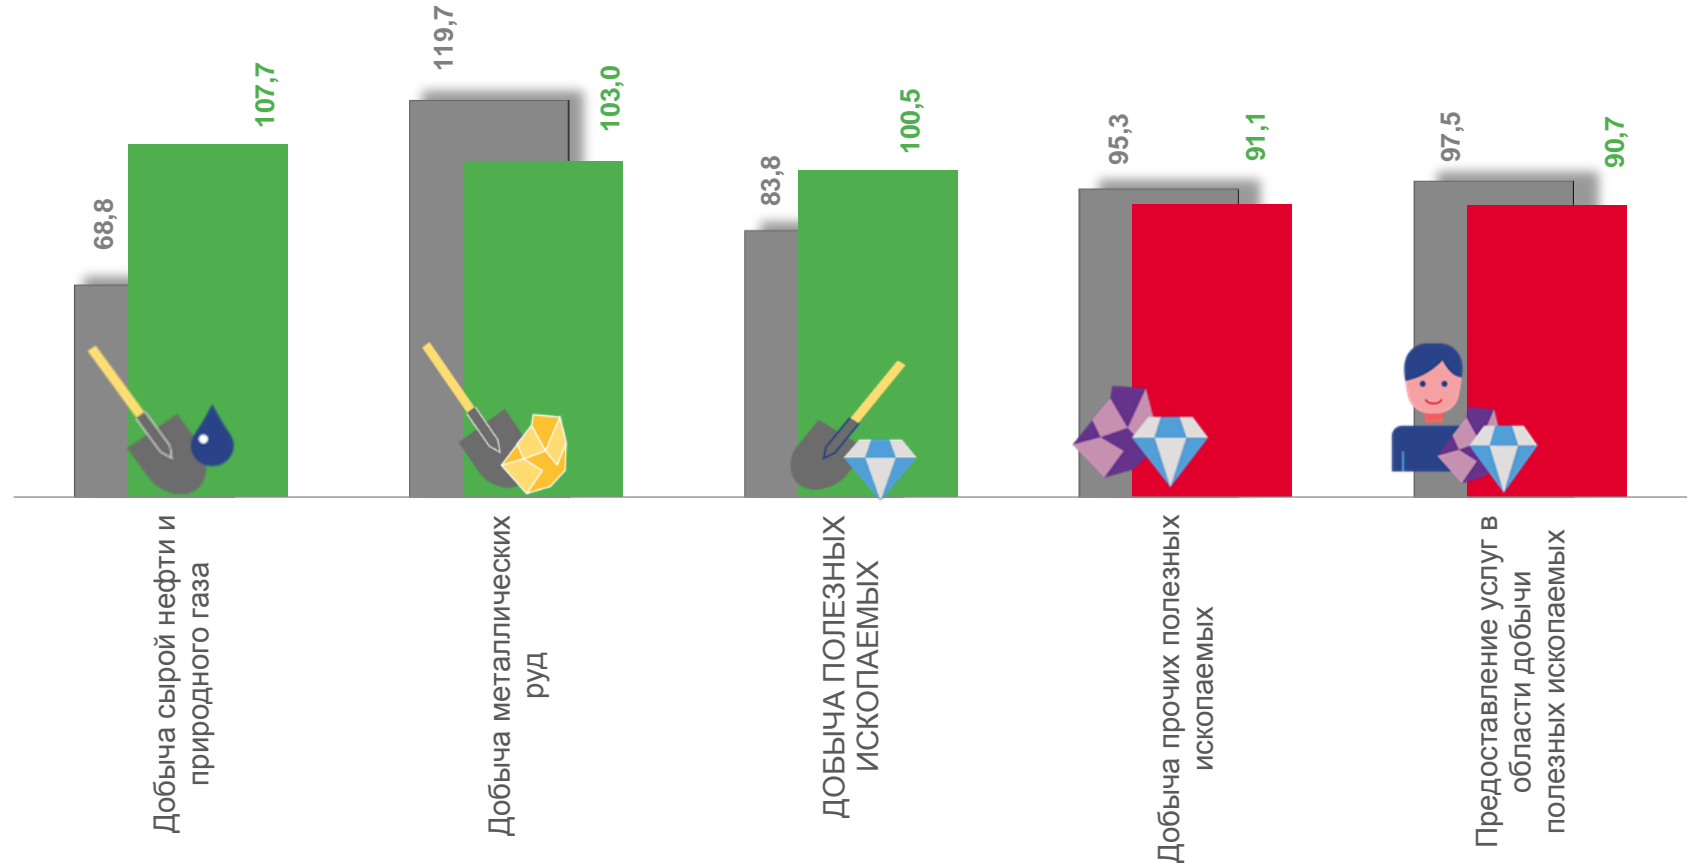 68,8
107,7
119,7
103,0
83,8
100,5
95,3
91,1
97,5
90,7
Добыча сырой нефти и
природного газа
Добыча металлических
руд
ДОБЫЧА ПОЛЕЗНЫХ
ИСКОПАЕМЫХ
Добыча прочих полезных
ископаемых
Предоставление услуг в
области добычи
полезных ископаемых